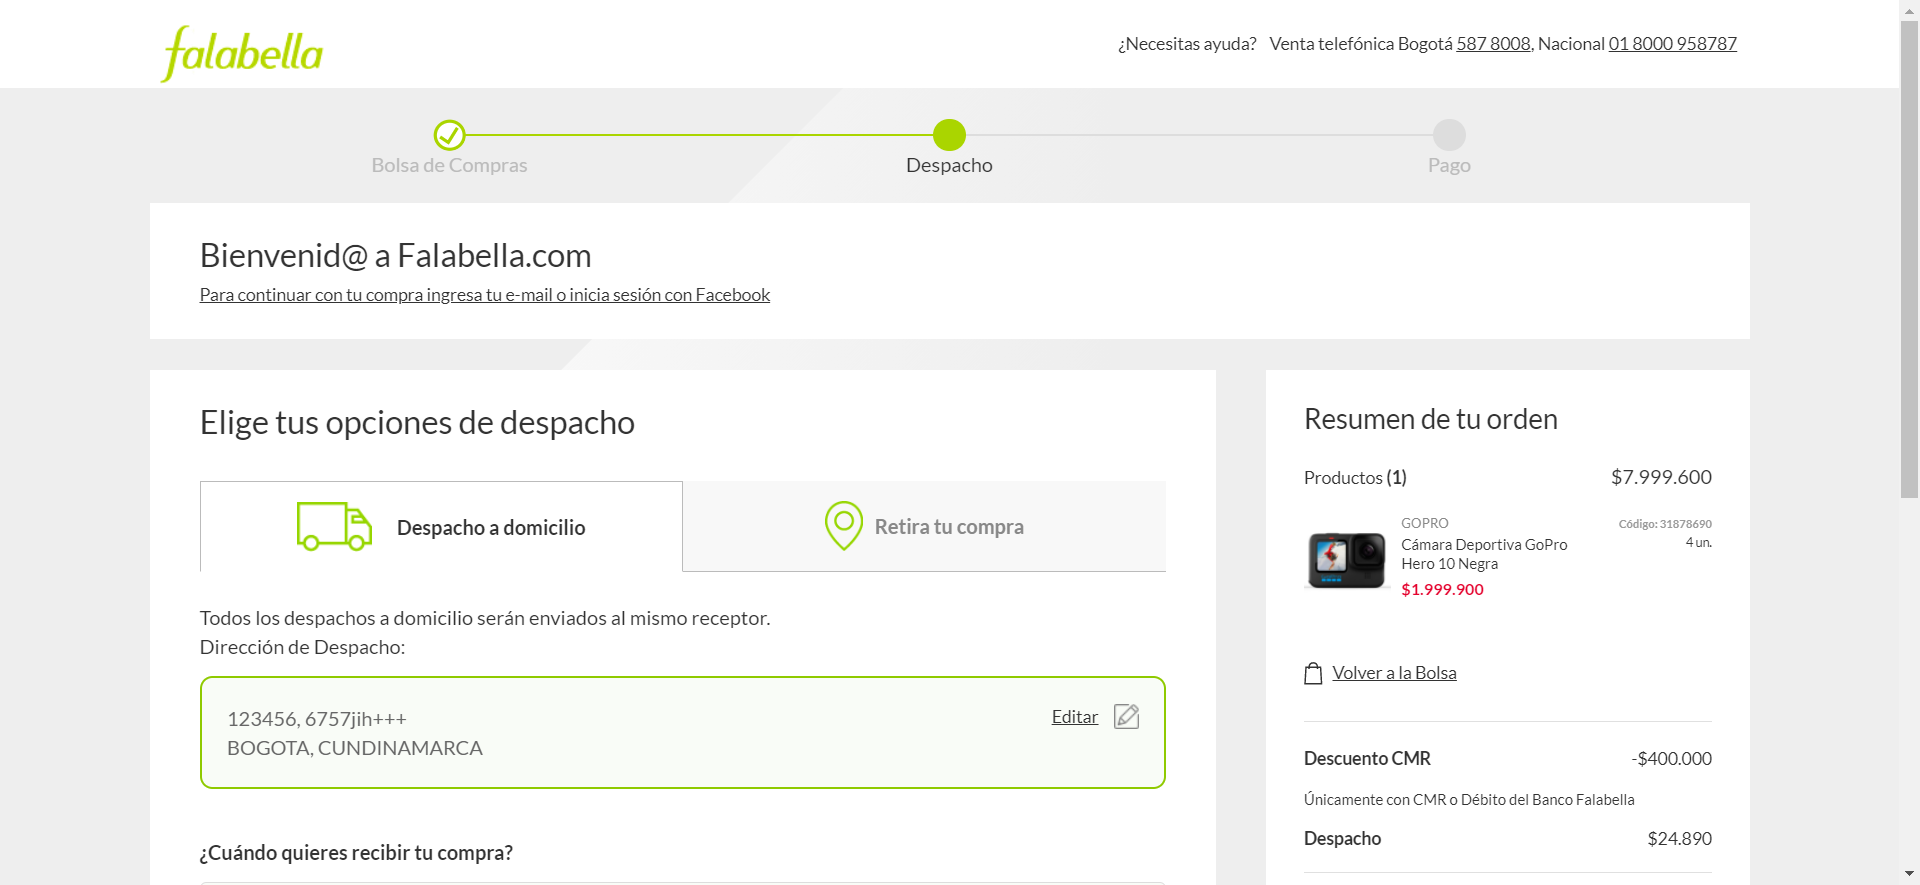 falabella
¿Necesitas ayuda? Venta telefónica Bogotá 587 8008, Nacional 01 8000 958787
Bolsa de Compras
Despacho
Pago
Bienvenid@ a Falabella.com
Para continuar con tu compra ingresa tu e-mail o inicia sesión con Facebook
Elige tus opciones de despacho
Despacho a domicilio
Retira tu compra
Todos los despachos a domicilio serán enviados al mismo receptor.
Dirección de Despacho:
123456, 6757jih+++
BOGOTA, CUNDINAMARCA
Editar
¿Cuándo quieres recibir tu compra?
Resumen de tu orden
Productos (1) $7.999.600
GOPRO
Código: 31878690
Cámara Deportiva GoPro
4 un.
Hero 10 Negra
$1.999.900
Volver a la Bolsa
Descuento CMR -$400.000
Únicamente con CMR o Débito del Banco Falabella
Despacho $24.890